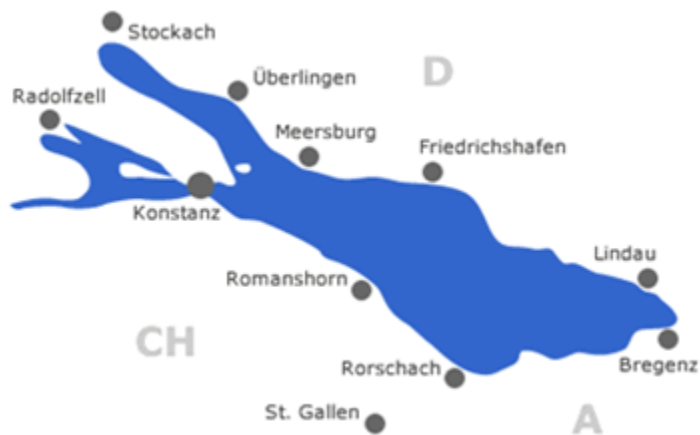 Stockach
D
Überlingen
Radolfzell
Meersburg
Friedrichshafen
Konstanz
Lindau
Romanshorn
CH
Bregenz
Rorschach
St. Gallen
A